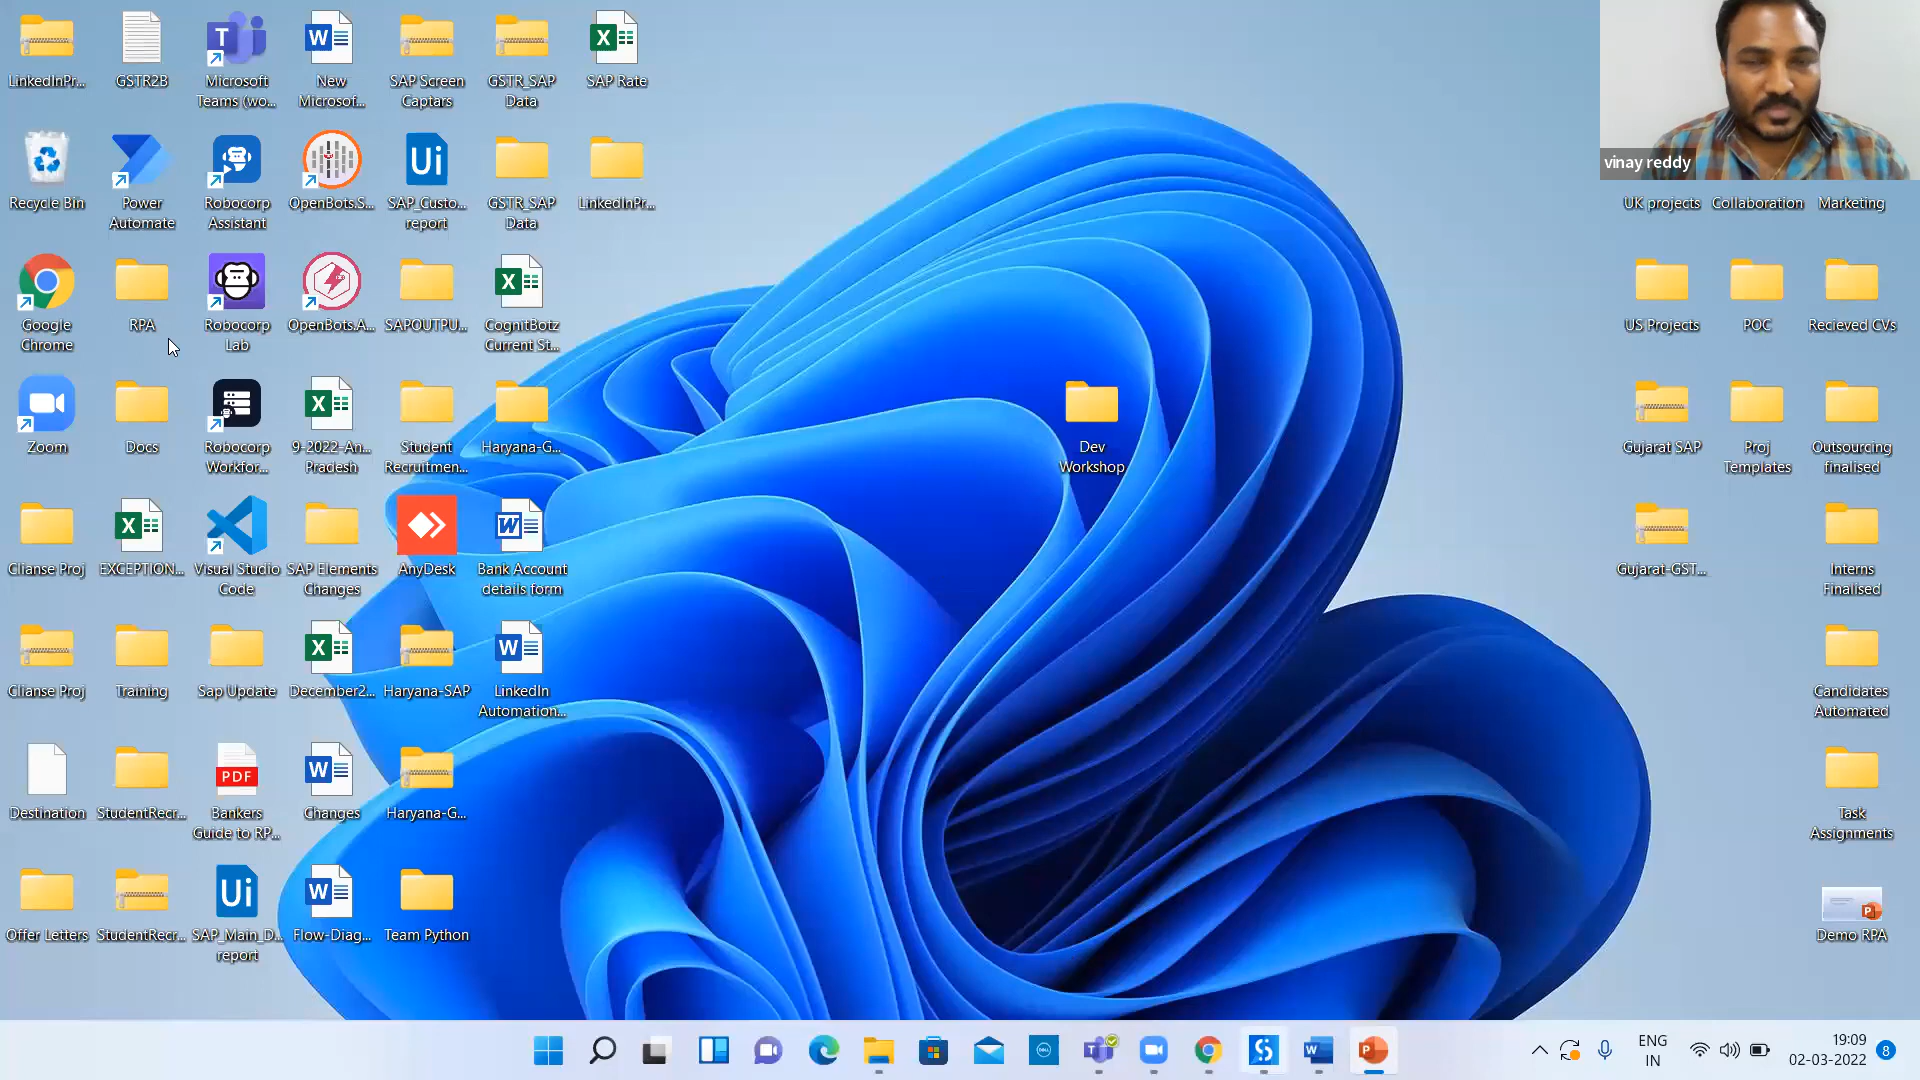 LinkedInPr...
GSTR2B
Microsoft
Teams (wo...
New
Microsof...
SAP Screen
Captars
GSTR_SAP
Data
SAP Rate
vinay reddy
Recycle Bin
Power
Automate
Robocorp
Assistant
OpenBots.S...
SAP_Custo...
report
GSTR_SAP
Data
LinkedInPr...
UK projects
Collaboration
Marketing
Google
Chrome
RPA
Robocorp
Lab
OpenBots.A...
SAPOUTPU...
CognitBotz
Current St...
US Projects
POC
Recieved CVs
Zoom
Docs
Robocorp
Workfor...
9-2022-An...
Pradesh
Student
Recruitmen...
Haryana-G...
Dev
Workshop
Gujarat SAP
Proj
Templates
Outsourcing
finalised
Clianse Proj
EXCEPTION...
Visual Studio
Code
SAP Elements
Changes
AnyDesk
Bank Account
details form
Gujarat-GST...
Interns
Finalised
Clianse Proj
Training
Sap Update
December2...
Haryana-SAP
LinkedIn
Automation...
Candidates
Automated
Destination
StudentRecr...
PDF
Bankers
Guide to RP...
Changes
Haryana-G...
Task
Assignments
Offer Letters
StudentRecr...
Ui
SAP_Main_D...
report
Flow-Diag...
Team Python
Demo RPA
ENG
IN
19:09
02-03-2022
8